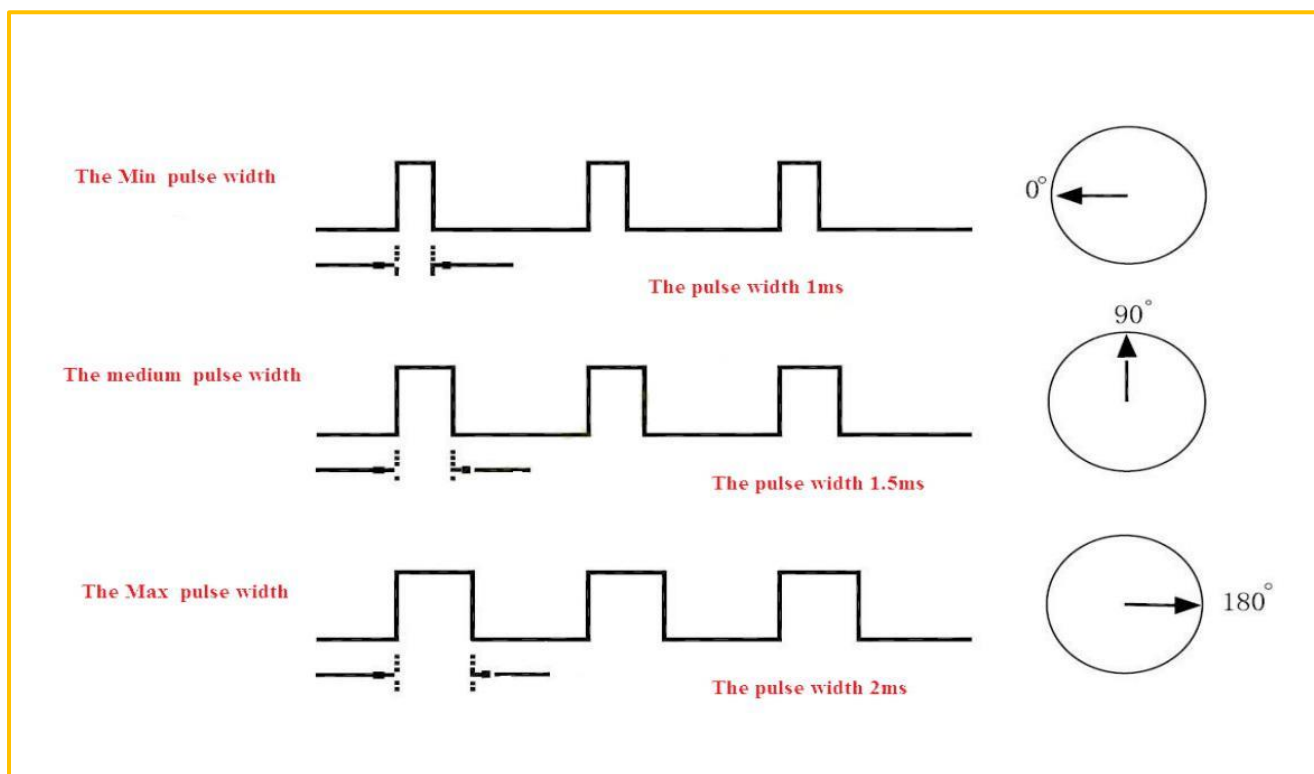 The Min pulse width
0°
The pulse width 1ms
90°
The medium pulse width
The pulse width 1.5ms
The Max pulse width
180°
The pulse width 2ms